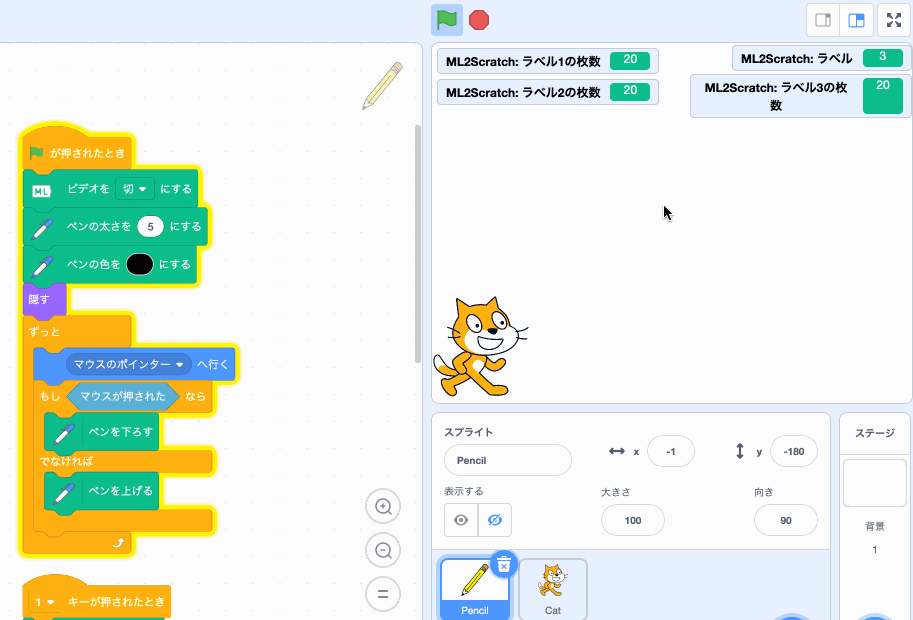 が押されたとき
ML ビデオを 切 にする
ペンの太さを 5 にする
ペンの色を にする
隠す
ずっと
マウスのポインター へ行く
もし マウスが押された なら
ペンを下ろす
でなければ
ペンを上げる
1 キーが押されたとき
ML2Scratch: ラベル1の枚数 20
ML2Scratch: ラベル2の枚数 20
ML2Scratch: ラベル 3
ML2Scratch: ラベル3の枚
数 20
スプライト
Pencil
x -1
y -180
表示する
大きさ 100
向き 90
Pencil
Cat
ステージ
背景
1